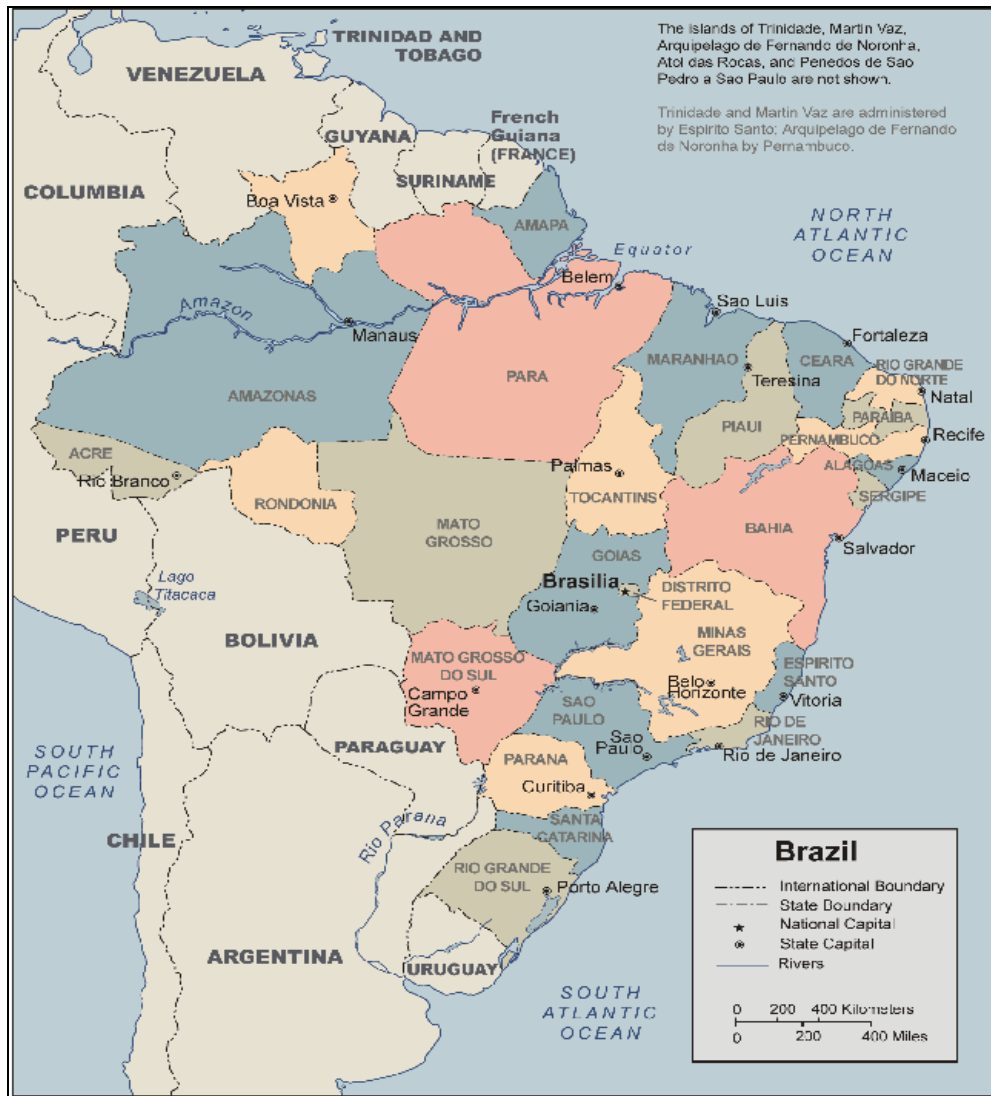 The islands of Trinidade, Martin Vaz,
Arquipelago de Fernando de Noronha,
Atol das Rocas, and Penedos de Sao
Pedro a Sao Paulo are not shown.
Trinidade and Martin Vaz are administered
by Espirito Santo; Arquipelago de Fernando
de Noronha by Pernambuco.
TRINIDAD AND
TOBAGO
VENEZUELA
GUYANA
French
Guiana
(FRANCE)
SURINAME
COLUMBIA
Boa Vista
AMAPA
NORTH
ATLANTIC
OCEAN
Equator
Belem
Amazon
Manaus
Sao Luis
Fortaleza
MARANHAO
CEARA
RIO GRANDE
DO NORTE
Teresina
Natal
PARA
AMAZONAS
PIAUI
PARAIBA
PERNAMBUCO
Recife
ACRE
Rio Branco
Palmas
ALAGOAS
Maceio
TOCANTINS
SERGIPE
RONDONIA
MATO
GROSSO
BAHIA
PERU
GOIAS
Salvador
Lago
Titacaca
Brasilia
DISTRITO
FEDERAL
Goiania
BOLIVIA
MINAS
GERAIS
MATO GROSSO
DO SUL
ESPIRITO
SANTO
Campo
Grande
Belo
Horizonte
Vitoria
SAO
PAULO
RIO DE
JANEIRO
Sao
Paulo
Rio de Janeiro
PARAGUAY
SOUTH
PACIFIC
OCEAN
PARANA
Curitiba
Rio Parana
CHILE
SANTA
CATARINA
RIO GRANDE
DO SUL
Porto Alegre
ARGENTINA
URUGUAY
SOUTH
ATLANTIC
OCEAN
Brazil
International Boundary
State Boundary
National Capital
State Capital
Rivers
0 200 400 Kilometers
0 200 400 Miles